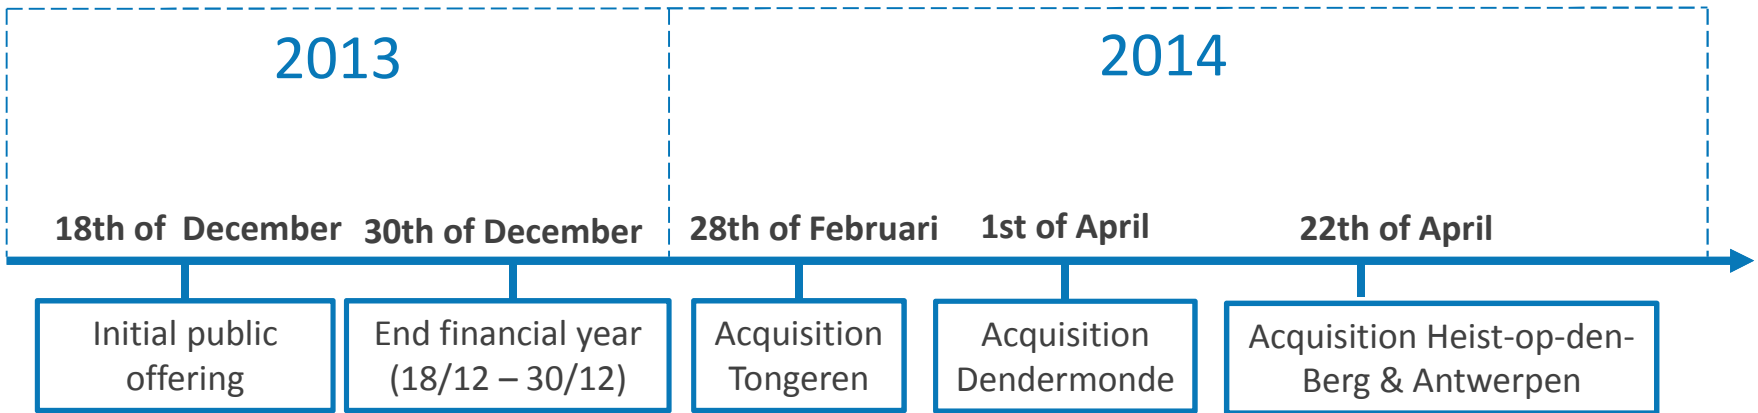 2013
2014
18th of  December
30th of December
28th of Februari
1st of April
22th of April
Initial public
offering
End financial year
(18/12 – 30/12)
Acquisition
Tongeren
Acquisition
Dendermonde
Acquisition Heist-op-den-
Berg & Antwerpen